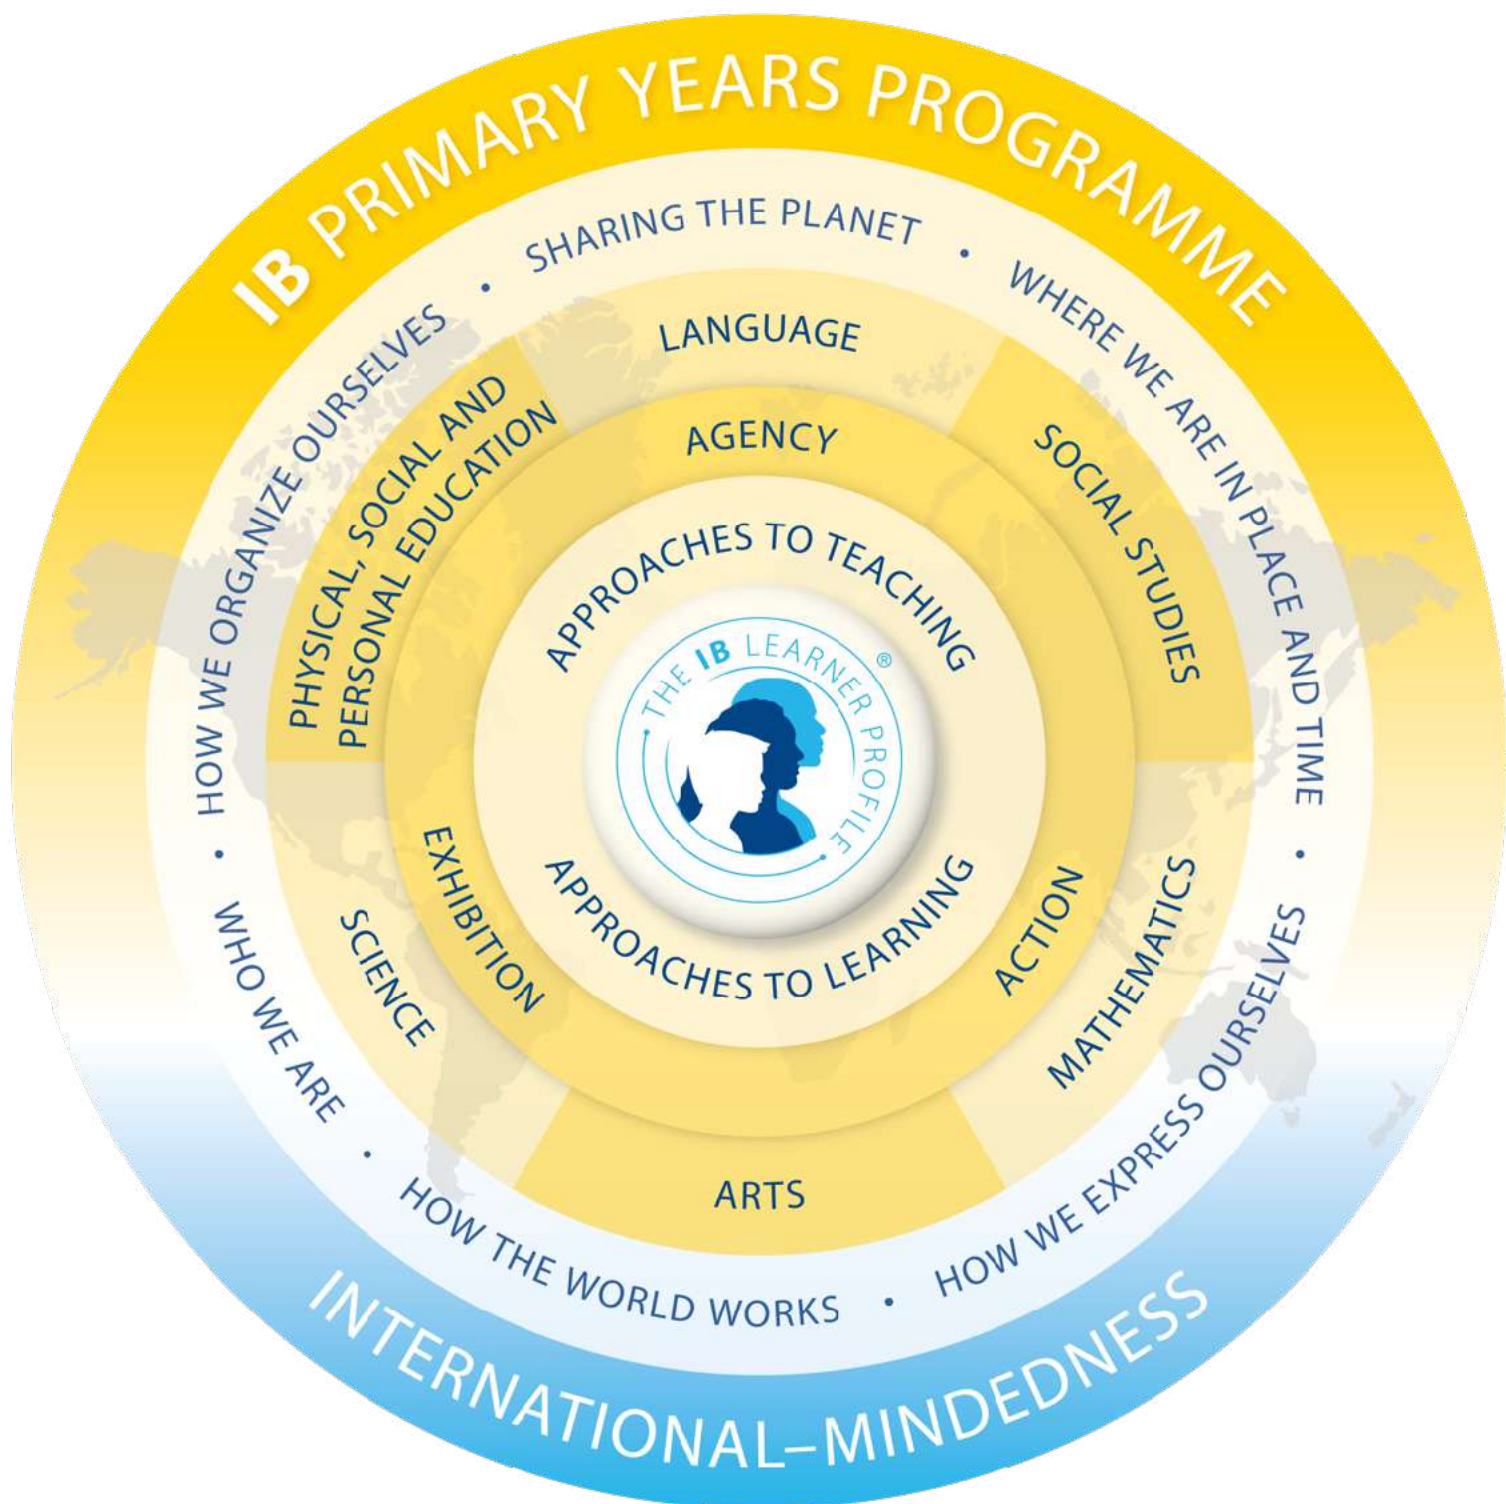 IB PRIMARY YEARS PROGRAMME
SHARING THE PLANET
•
WHERE WE ARE IN PLACE AND TIME
•
HOW WE EXPRESS OURSELVES
•
HOW THE WORLD WORKS
•
WHO WE ARE
•
HOW WE ORGANIZE OURSELVES
•
LANGUAGE
SOCIAL STUDIES
MATHEMATICS
ARTS
SCIENCE
PHYSICAL, SOCIAL AND
PERSONAL EDUCATION
AGENCY
ACTION
EXHIBITION
APPROACHES TO TEACHING
APPROACHES TO LEARNING
• THE IB LEARNER PROFILE •
®
INTERNATIONAL–MINDEDNESS